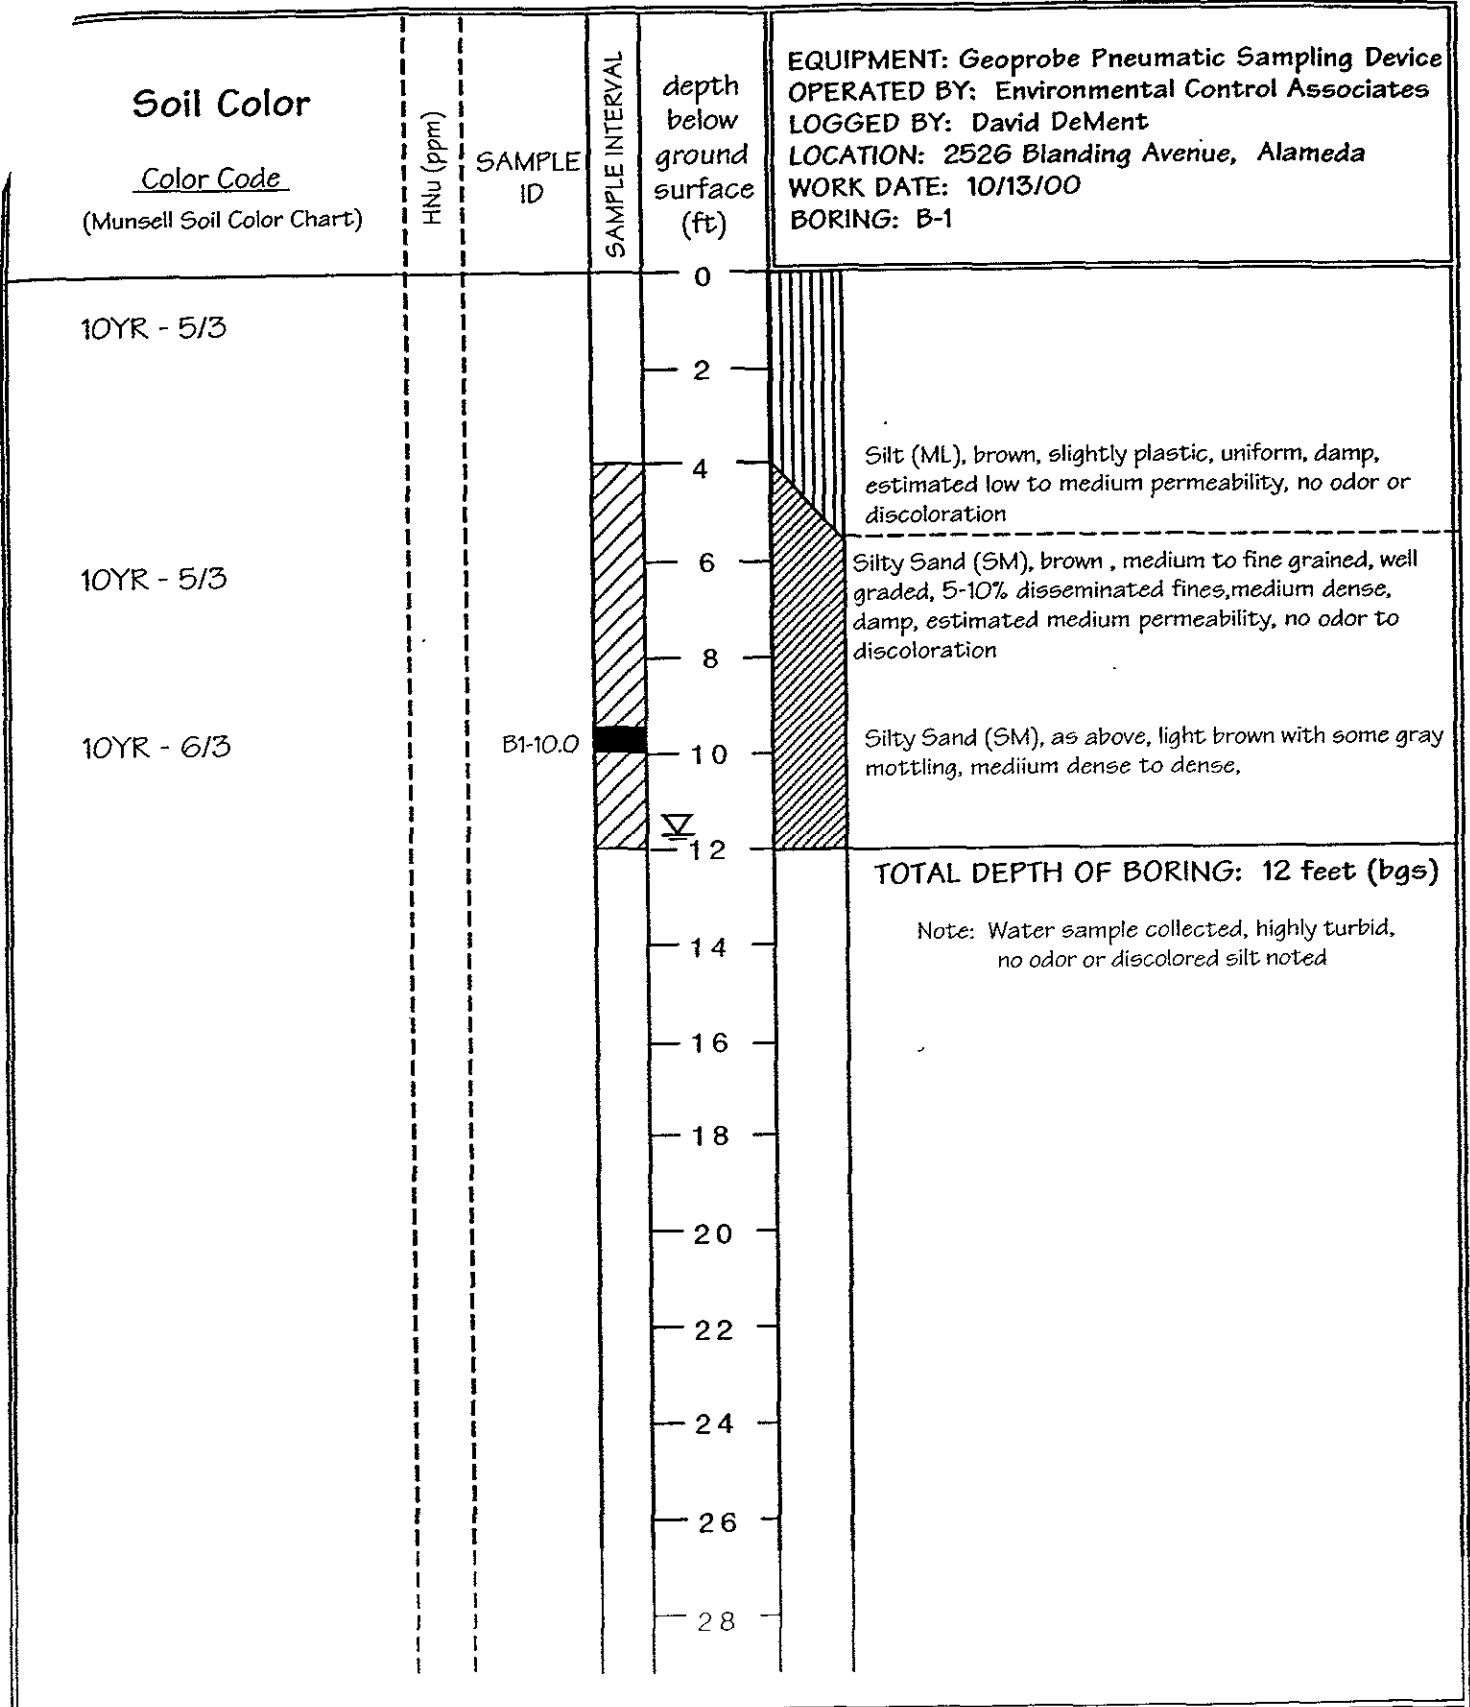 Soil Color
Color Code
(Munsell Soil Color Chart)
HNu (ppm)
SAMPLE
ID
SAMPLE INTERVAL
depth
below
ground
surface
(ft)
EQUIPMENT: Geoprobe Pneumatic Sampling Device
OPERATED BY: Environmental Control Associates
LOGGED BY: David DeMent
LOCATION: 2526 Blanding Avenue, Alameda
WORK DATE: 10/13/00
BORING: B-1
0
10YR - 5/3
2
4
Silt (ML), brown, slightly plastic, uniform, damp,
estimated low to medium permeability, no odor or
discoloration
10YR - 5/3
6
Silty Sand (SM), brown , medium to fine grained, well
graded, 5-10% disseminated fines,medium dense,
damp, estimated medium permeability, no odor to
discoloration
8
10YR - 6/3
B1-10.0
10
Silty Sand (SM), as above, light brown with some gray
mottling, mediium dense to dense,
12
TOTAL DEPTH OF BORING: 12 feet (bgs)
Note: Water sample collected, highly turbid,
no odor or discolored silt noted
14
16
18
20
22
24
26
28